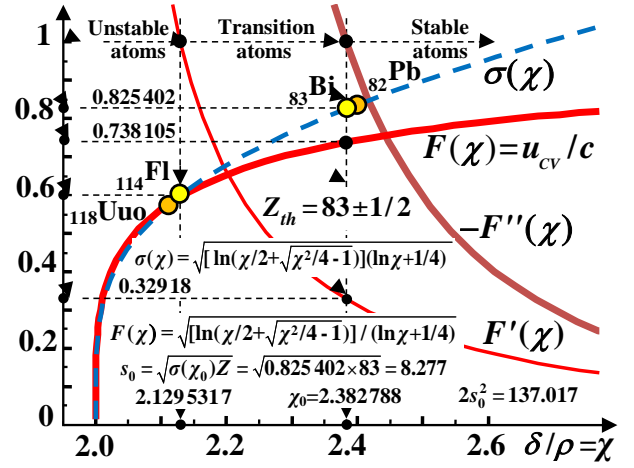 1 Unstable Transition Stable
atoms atoms atoms
83Bi 82Pb σ(χ)
0.8 0.825402
0.738105
F(χ)=u_CV/c
0.6 114Fl
118Uuo Z_th=83±1/2
-F''(χ)
σ(χ)=√[ln(χ/2+√χ²/4-1)](lnχ+1/4)
0.4
0.32918
F(χ)=√[ln(χ/2+√χ²/4-1)]/(lnχ+1/4) F'(χ)
0.2 s₀=√σ(χ₀)Z=√0.825402×83=8.277
2.1295317 χ₀=2.382788 2s₀²=137.017
0
2.0 2.2 2.4 2.6 δ/ρ=χ